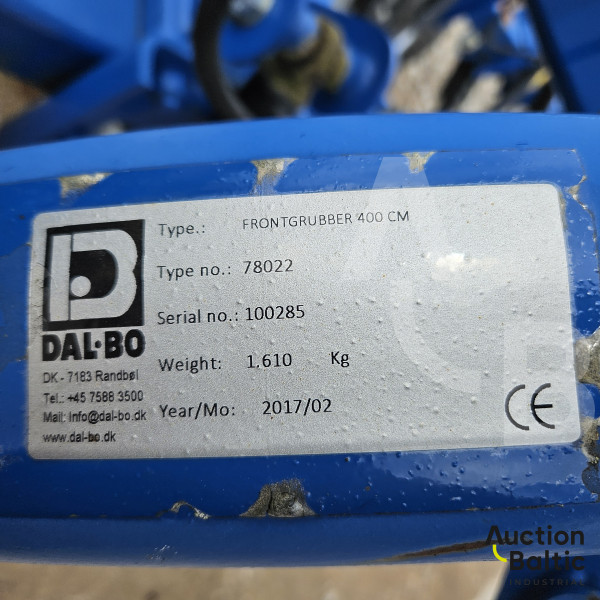 Type.: FRONTGRUBBER 400 CM
Type no.: 78022
Serial no.: 100285
Weight: 1.610 Kg
Year/Mo: 2017/02
DAL·BO
DK - 7183 Randbøl
Tel.: +45 7588 3500
Mail: Info@dal-bo.dk
www.dal-bo.dk
CE
Auction
Baltic
INDUSTRIAL